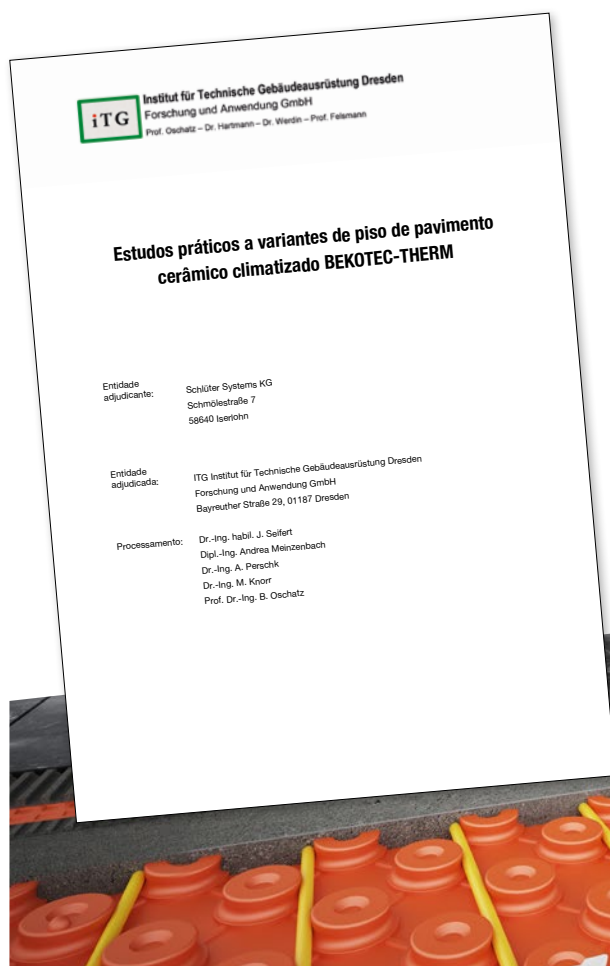 iTG
Institut für Technische Gebäudeausrüstung Dresden
Forschung und Anwendung GmbH
Prof. Oschatz – Dr. Hartmann – Dr. Werdin – Prof. Felsmann
Estudos práticos a variantes de piso de pavimento
cerâmico climatizado BEKOTEC-THERM
Entidade
adjudicante:
Schlüter Systems KG
Schmölestraße 7
58640 Iserlohn
Entidade
adjudicada:
ITG Institut für Technische Gebäudeausrüstung Dresden
Forschung und Anwendung GmbH
Bayreuther Straße 29, 01187 Dresden
Processamento:
Dr.-Ing. habil. J. Seifert
Dipl.-Ing. Andrea Meinzenbach
Dr.-Ing. A. Perschk
Dr.-Ing. M. Knorr
Prof. Dr.-Ing. B. Oschatz